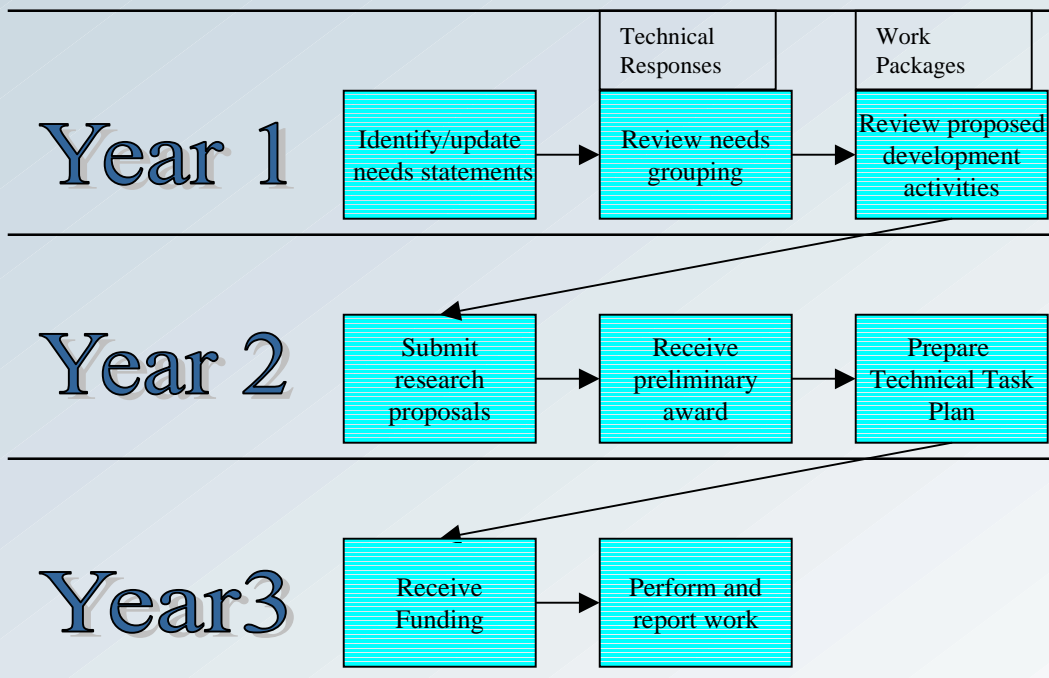 Technical
Responses
Work
Packages
Year 1
Identify/update
needs statements
Review needs
grouping
Review proposed
development
activities
Year 2
Submit
research
proposals
Receive
preliminary
award
Prepare
Technical Task
Plan
Year3
Receive
Funding
Perform and
report work